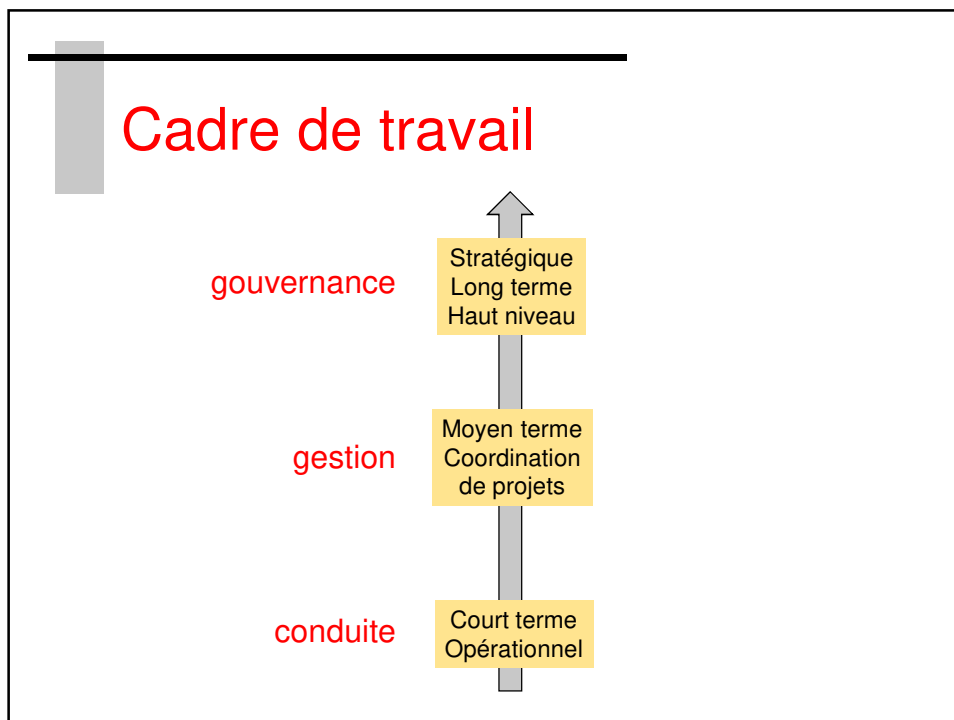 Cadre de travail
gouvernance
Stratégique
Long terme
Haut niveau
gestion
Moyen terme
Coordination
de projets
conduite
Court terme
Opérationnel